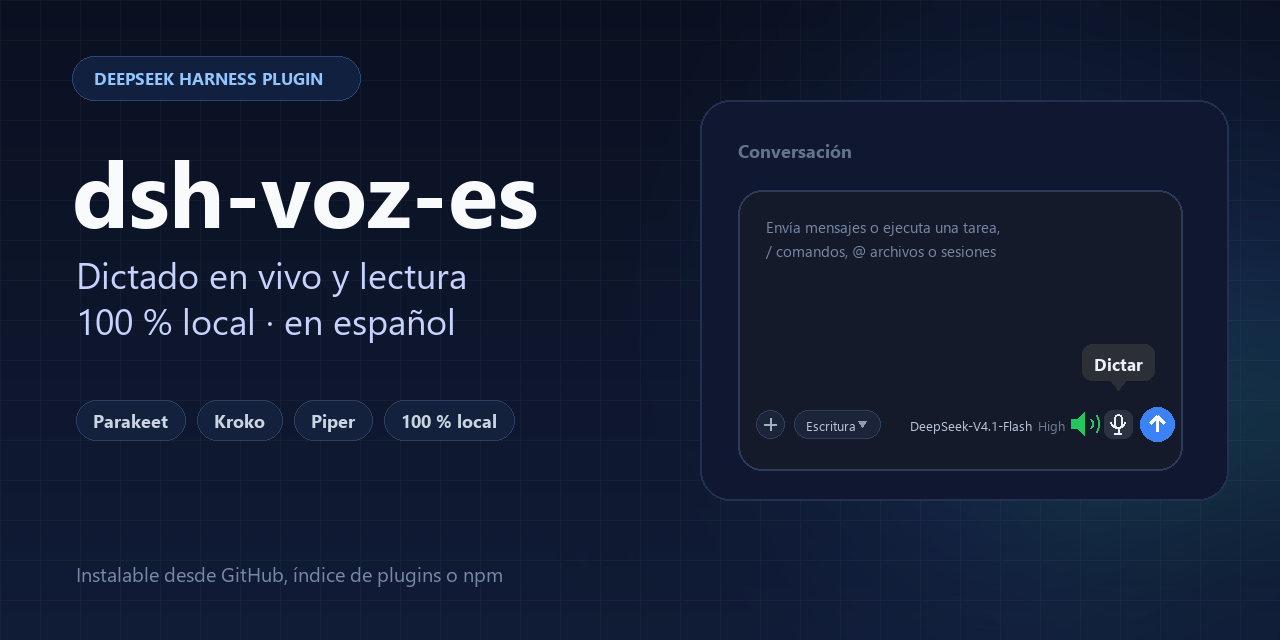 DEEPSEEK HARNESS PLUGIN
dsh-voz-es
Dictado en vivo y lectura
100 % local · en español
Parakeet
Kroko
Piper
100 % local
Instalable desde GitHub, índice de plugins o npm
Conversación
Envía mensajes o ejecuta una tarea,
/ comandos, @ archivos o sesiones
Dictar
Escritura
DeepSeek-V4.1-Flash High